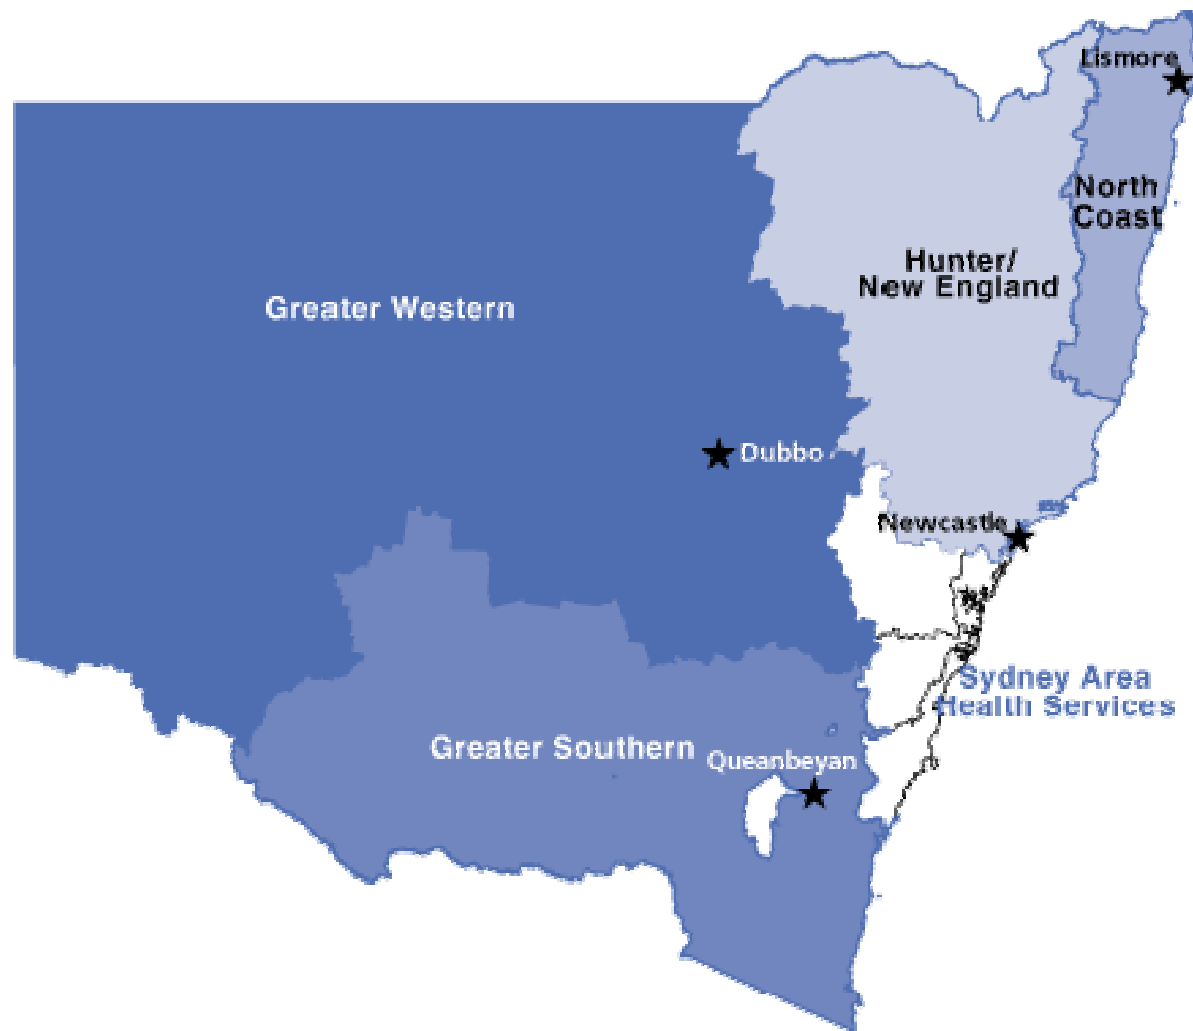 Lismore
North
Coast
Hunter/
New England
Greater Western
Dubbo
Newcastle
Sydney Area
Health Services
Greater Southern
Queanbeyan